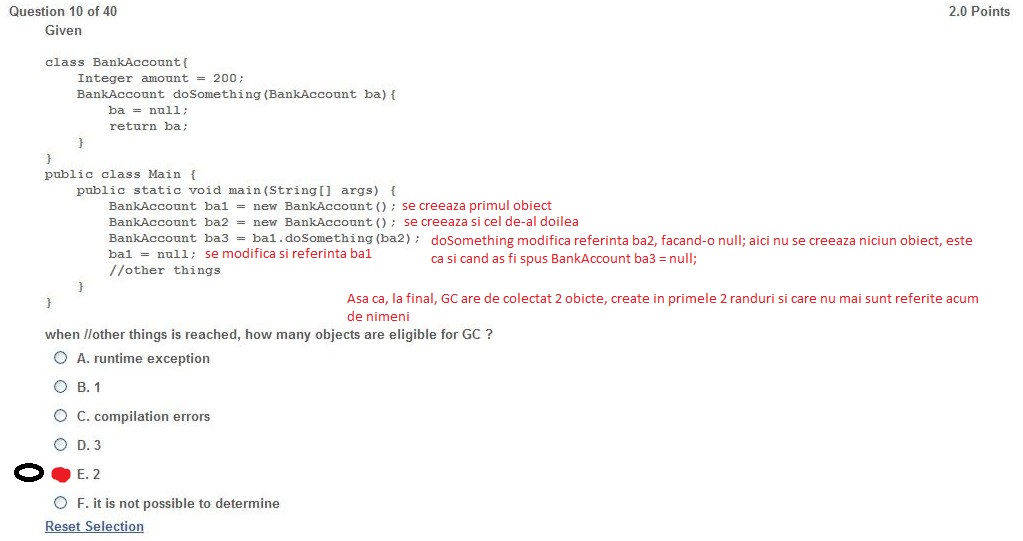 Question 10 of 40 2.0 Points
Given
class BankAccount{
Integer amount = 200;
BankAccount doSomething(BankAccount ba){
ba = null;
return ba;
}
}
public class Main {
public static void main(String[] args) {
BankAccount ba1 = new BankAccount(); se creeaza primul obiect
BankAccount ba2 = new BankAccount(); se creeaza si cel de-al doilea
BankAccount ba3 = ba1.doSomething(ba2); doSomething modifica referinta ba2, facand-o null; aici nu se creeaza niciun obiect, este
ba1 = null; se modifica si referinta ba1 ca si cand as fi spus BankAccount ba3 = null;
//other things
}
} Asa ca, la final, GC are de colectat 2 obicte, create in primele 2 randuri si care nu mai sunt referite acum
de nimeni
when //other things is reached, how many objects are eligible for GC ?
A. runtime exception
B. 1
C. compilation errors
D. 3
E. 2
F. it is not possible to determine
Reset Selection